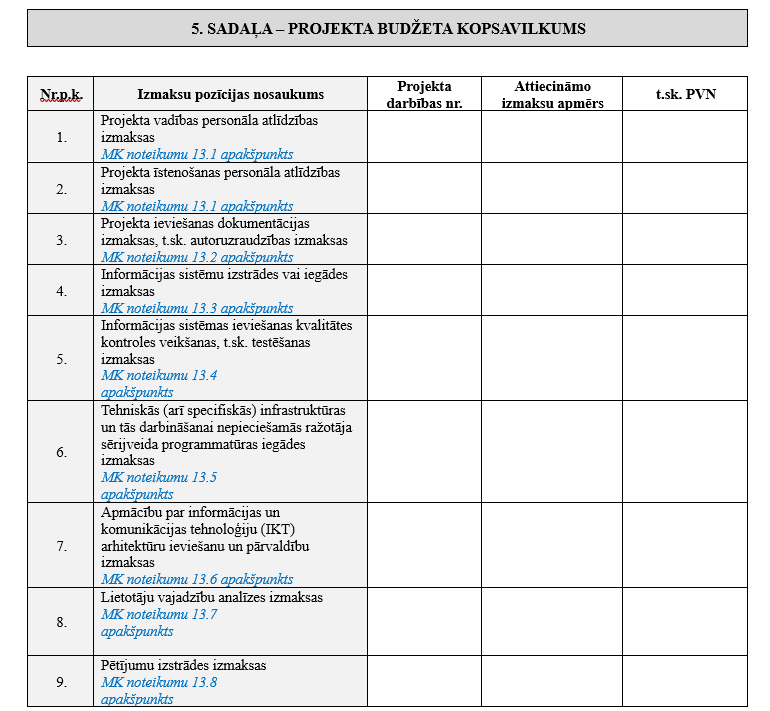 5. SADAĻA – PROJEKTA BUDŽETA KOPSAVILKUMS
Nr.p.k.
Izmaksu pozīcijas nosaukums
Projekta
darbības nr.
Attiecināmo
izmaksu apmērs
t.sk. PVN
1.
Projekta vadības personāla atlīdzības
izmaksas
MK noteikumu 13.1 apakšpunkts
2.
Projekta īstenošanas personāla atlīdzības
izmaksas
MK noteikumu 13.1 apakšpunkts
3.
Projekta ieviešanas dokumentācijas
izmaksas, t.sk. autoruzraudzības izmaksas
MK noteikumu 13.2 apakšpunkts
4.
Informācijas sistēmu izstrādes vai iegādes
izmaksas
MK noteikumu 13.3 apakšpunkts
5.
Informācijas sistēmas ieviešanas kvalitātes
kontroles veikšanas, t.sk. testēšanas
izmaksas
MK noteikumu 13.4
apakšpunkts
6.
Tehniskās (arī specifiskās) infrastruktūras
un tās darbināšanai nepieciešamās ražotāja
sērijveida programmatūras iegādes
izmaksas
MK noteikumu 13.5
apakšpunkts
7.
Apmācību par informācijas un
komunikācijas tehnoloģiju (IKT)
arhitektūru ieviešanu un pārvaldību
izmaksas
MK noteikumu 13.6 apakšpunkts
8.
Lietotāju vajadzību analīzes izmaksas
MK noteikumu 13.7
apakšpunkts
9.
Pētījumu izstrādes izmaksas
MK noteikumu 13.8
apakšpunkts